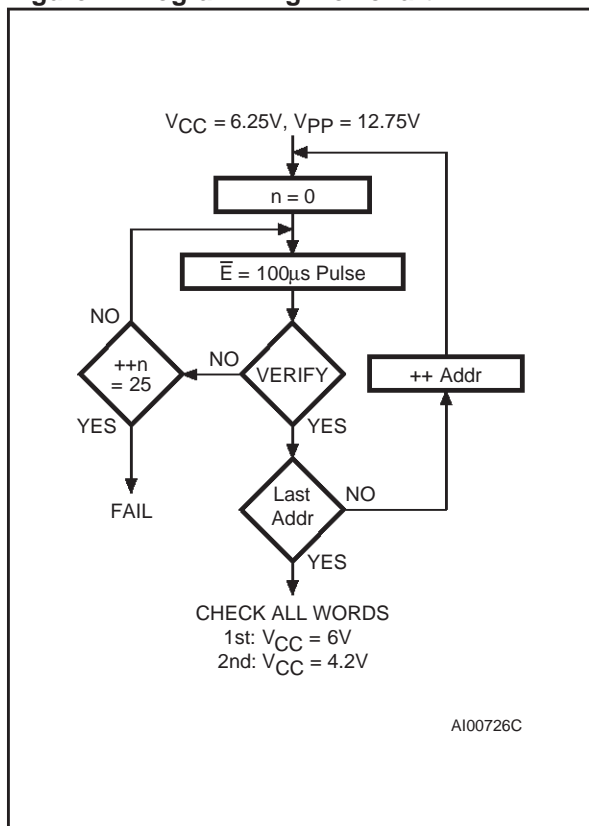 VCC = 6.25V, VPP = 12.75V
n = 0
E̅ = 100μs Pulse
NO
++n
= 25
NO
VERIFY
++ Addr
YES
YES
FAIL
Last
Addr
NO
YES
CHECK ALL WORDS
1st: VCC = 6V
2nd: VCC = 4.2V
AI00726C